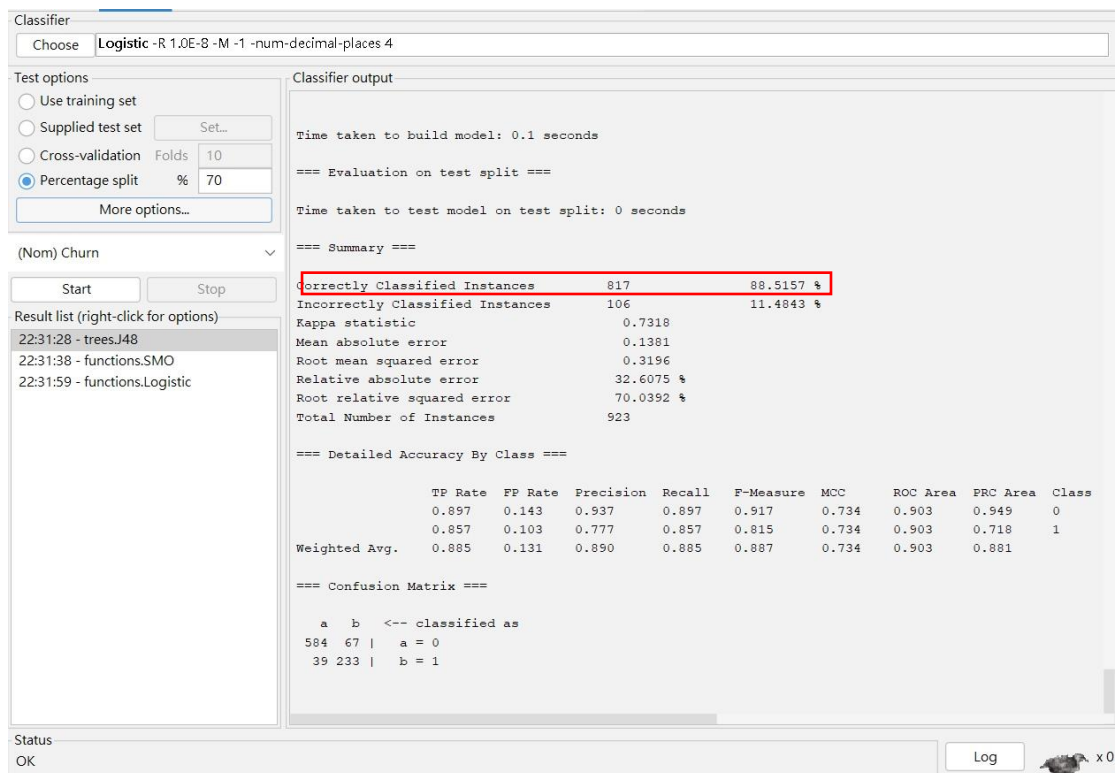 Classifier
Choose Logistic -R 1.0E-8 -M -1 -num-decimal-places 4
Test options
Use training set
Supplied test set Set...
Cross-validation Folds 10
Percentage split % 70
More options...
(Nom) Churn
Start Stop
Result list (right-click for options)
22:31:28 - trees.J48
22:31:38 - functions.SMO
22:31:59 - functions.Logistic
Classifier output
Time taken to build model: 0.1 seconds
=== Evaluation on test split ===
Time taken to test model on test split: 0 seconds
=== Summary ===
Correctly Classified Instances 817 88.5157 %
Incorrectly Classified Instances 106 11.4843 %
Kappa statistic 0.7318
Mean absolute error 0.1381
Root mean squared error 0.3196
Relative absolute error 32.6075 %
Root relative squared error 70.0392 %
Total Number of Instances 923
=== Detailed Accuracy By Class ===
TP Rate FP Rate Precision Recall F-Measure MCC ROC Area PRC Area Class
0.897 0.143 0.937 0.897 0.917 0.734 0.903 0.949 0
0.857 0.103 0.777 0.857 0.815 0.734 0.903 0.718 1
Weighted Avg. 0.885 0.131 0.890 0.885 0.887 0.734 0.903 0.881
=== Confusion Matrix ===
a b <-- classified as
584 67 | a = 0
39 233 | b = 1
Status
OK
Log x 0